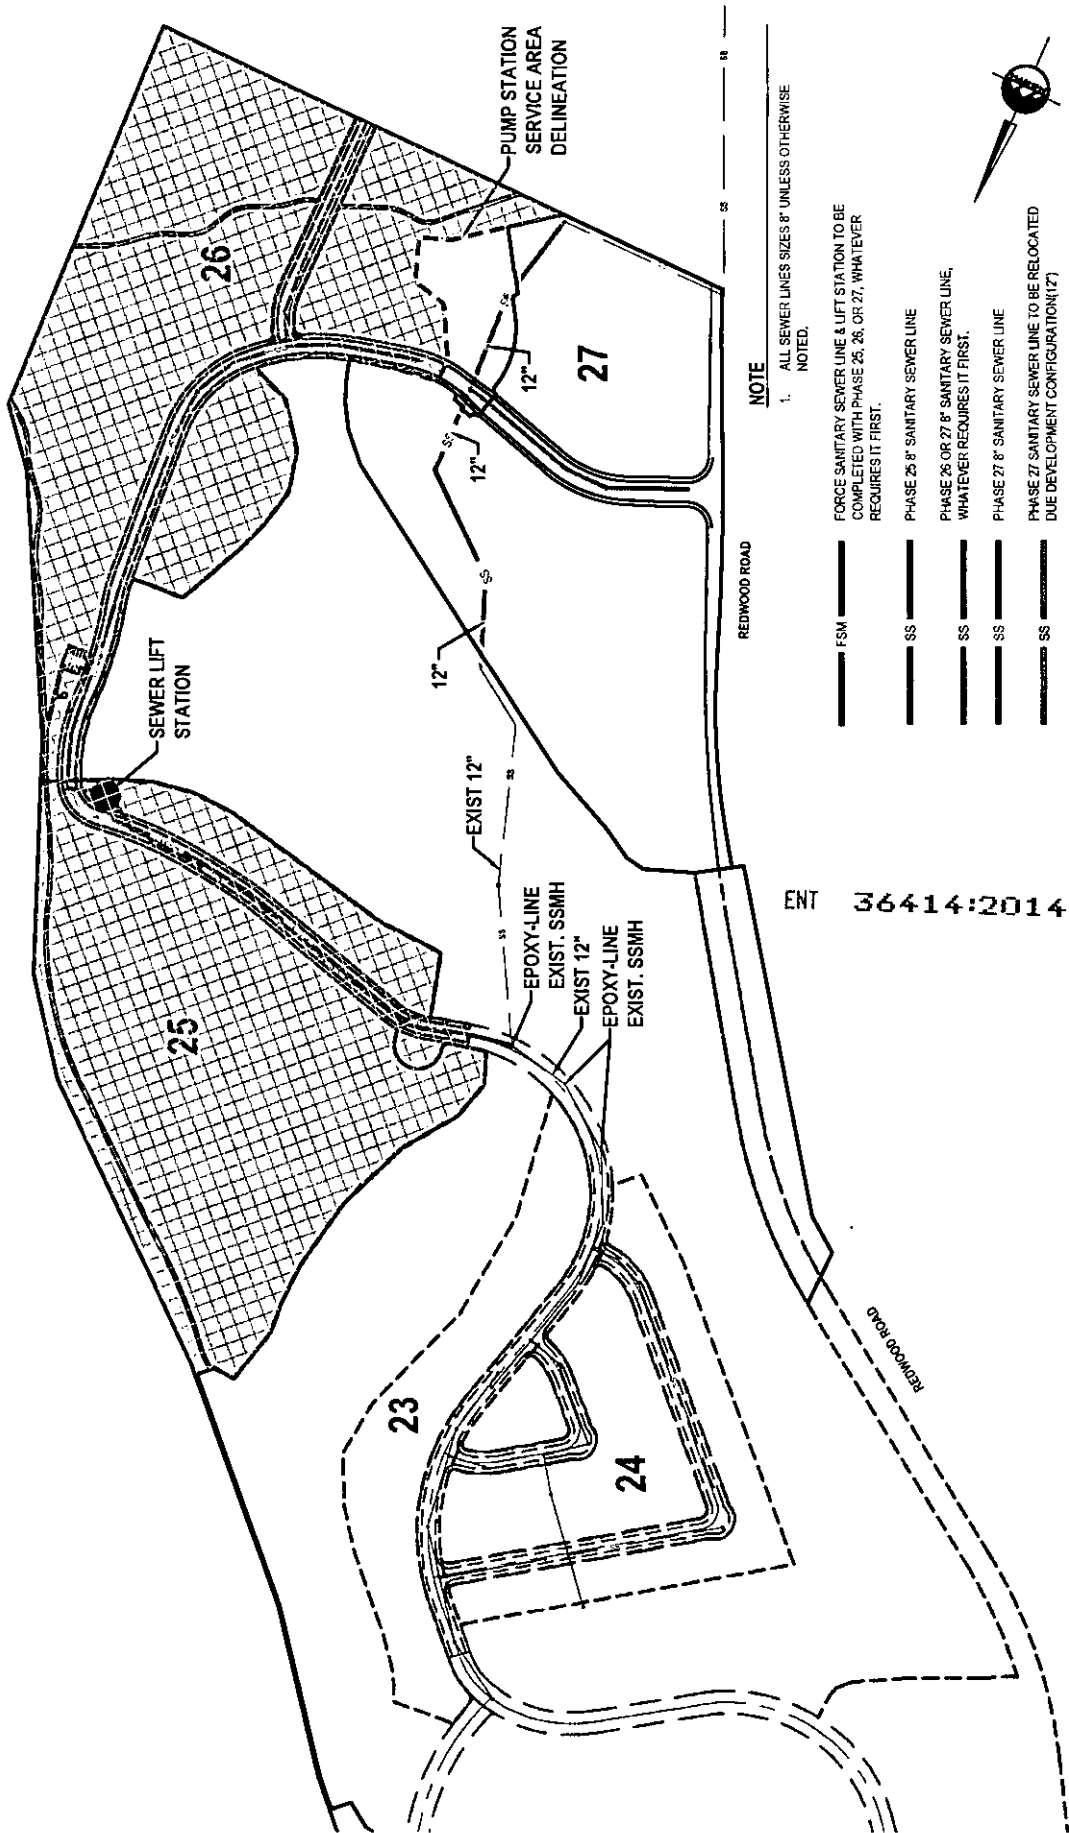 PUMP STATION
SERVICE AREA
DELINEATION
26
27
12"
12"
12"
SS
SS
SS
SS
SEWER LIFT
STATION
EXIST 12"
SS
SS
EPOXY-LINE
EXIST. SSMH
EXIST 12"
EPOXY-LINE
EXIST. SSMH
25
23
24
REDWOOD ROAD
REDWOOD ROAD
NOTE
1. ALL SEWER LINES SIZES 8" UNLESS OTHERWISE
NOTED.
FSM
FORCE SANITARY SEWER LINE & LIFT STATION TO BE
COMPLETED WITH PHASE 25, 26, OR 27, WHATEVER
REQUIRES IT FIRST.
SS
PHASE 25 8" SANITARY SEWER LINE
SS
PHASE 26 OR 27 8" SANITARY SEWER LINE,
WHATEVER REQUIRES IT FIRST.
SS
PHASE 27 8" SANITARY SEWER LINE
SS
PHASE 27 SANITARY SEWER LINE TO BE RELOCATED
DUE DEVELOPMENT CONFIGURATION(12")
ENT 36414:2014